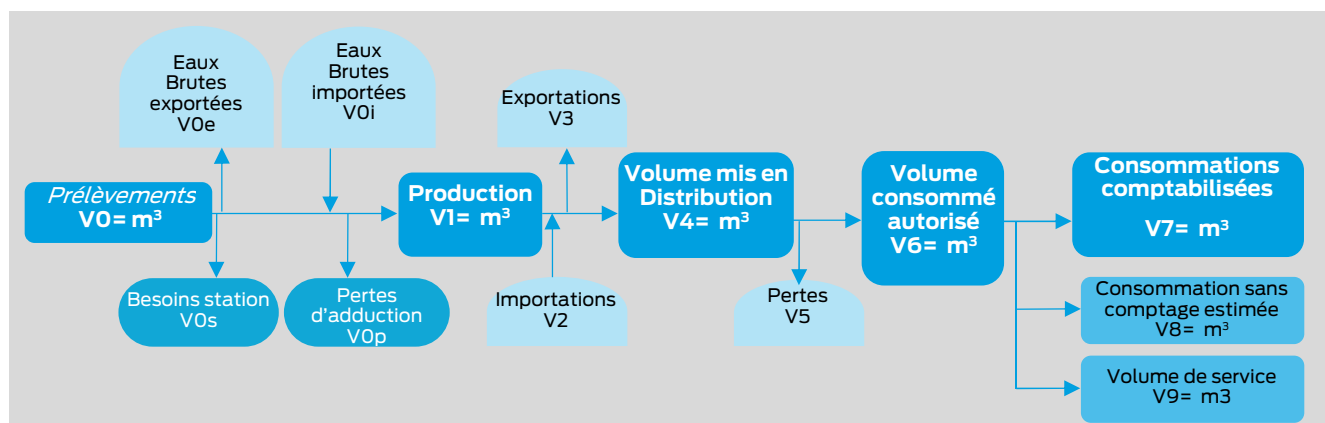 Eaux
Brutes
exportées
V0e
Eaux
Brutes
importées
V0i
Exportations
V3
Prélèvements
V0= m³
Production
V1= m³
Volume mis en
Distribution
V4= m³
Volume
consommé
autorisé
V6= m³
Consommations
comptabilisées
V7= m³
Besoins station
V0s
Pertes
d'adduction
V0p
Importations
V2
Pertes
V5
Consommation sans
comptage estimée
V8= m³
Volume de service
V9= m3